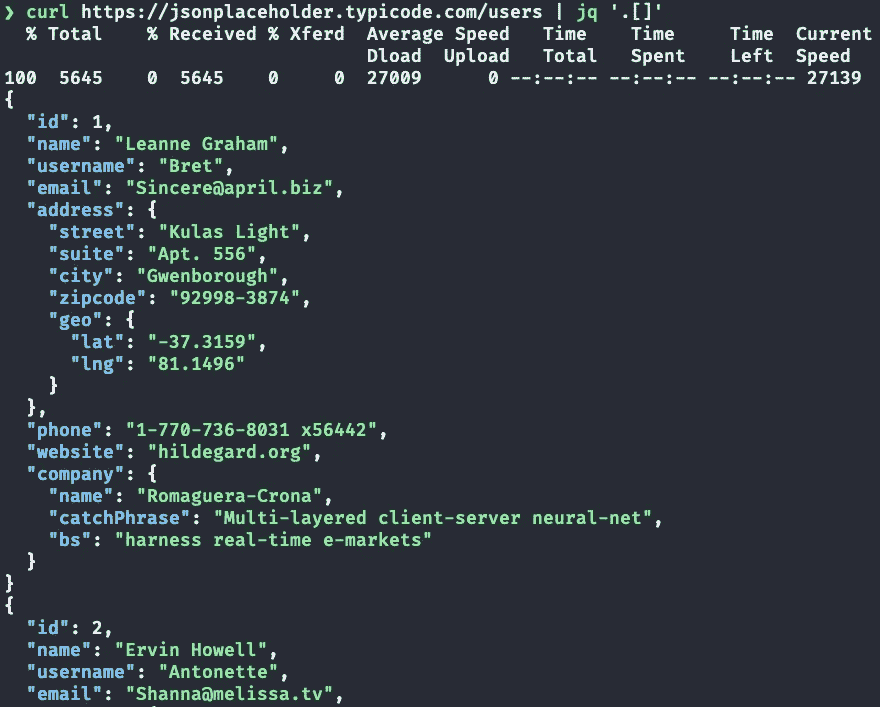 ❯ curl https://jsonplaceholder.typicode.com/users | jq '.[]'
  % Total    % Received % Xferd  Average Speed   Time    Time     Time  Current
                                 Dload  Upload   Total   Spent    Left  Speed
100  5645    0  5645    0     0  27009      0 --:--:-- --:--:-- --:--:-- 27139
{
  "id": 1,
  "name": "Leanne Graham",
  "username": "Bret",
  "email": "Sincere@april.biz",
  "address": {
    "street": "Kulas Light",
    "suite": "Apt. 556",
    "city": "Gwenborough",
    "zipcode": "92998-3874",
    "geo": {
      "lat": "-37.3159",
      "lng": "81.1496"
    }
  },
  "phone": "1-770-736-8031 x56442",
  "website": "hildegard.org",
  "company": {
    "name": "Romaguera-Crona",
    "catchPhrase": "Multi-layered client-server neural-net",
    "bs": "harness real-time e-markets"
  }
}
{
  "id": 2,
  "name": "Ervin Howell",
  "username": "Antonette",
  "email": "Shanna@melissa.tv",